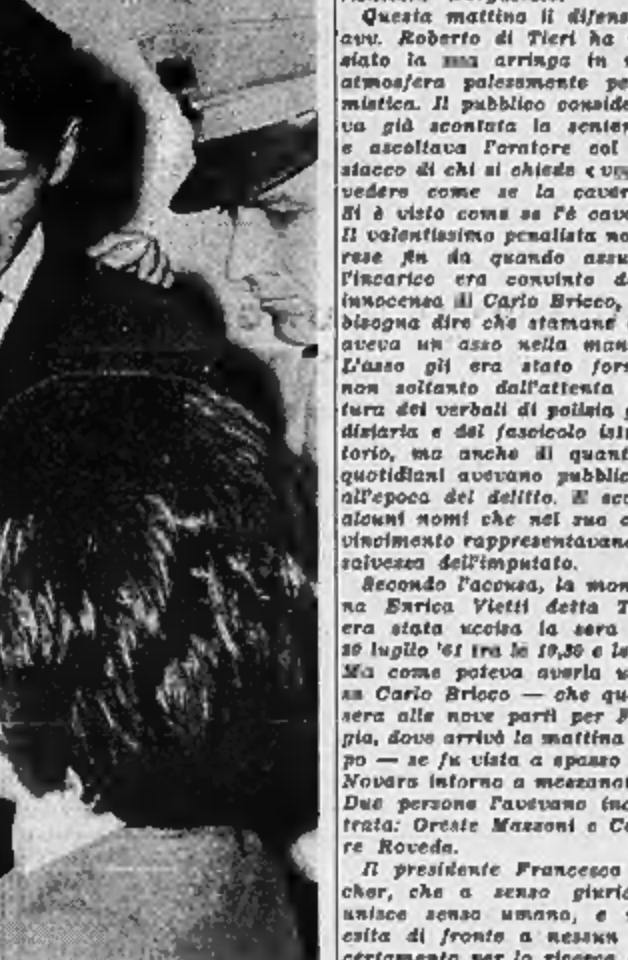 Questa mattina il difens
avv. Roberto di Tieri ha
siato la sua arringa in
atmosfera palesemente pe
mistica. Il pubblico conside
va già scontata la senten
e ascoltava l'oratore col
stacco di chi si chiede «
vedere come se la caver
Si è visto come se l'è cav
Il valentissimo penalista no
rese fin da quando assu
l'incarico era convinto d
innocenza di Carlo Bricco,
bisogna dire che stamane
aveva un asso nella man
L'asso gli era stato fors
non soltanto dall'attenta
tura dei verbali di polizia g
diziaria e del fascicolo ist
torio, ma anche di quant
quotidiani avevano pubblic
all'epoca del delitto. E sc
alcuni nomi che nel suo c
vincimento rappresentavan
salvezza dell'imputato.
Secondo l'accusa, la mon
na Enrica Vietti detta T
era stata uccisa la sera
luglio '61 tra le 19,30 e le
Ma come poteva averla u
sa Carlo Bricco — che qu
sera alle nove partì per
gia, dove arrivò la mattina
po — se fu vista a spasso
Novara intorno a mezzanot
Due persone l'avevano inc
trata: Oreste Mazzoni e C
re Roveda.
Il presidente Francesco
cher, che a senso giuri
unisce senso umano, e
esita di fronte a nessun
certamento per la ricerca